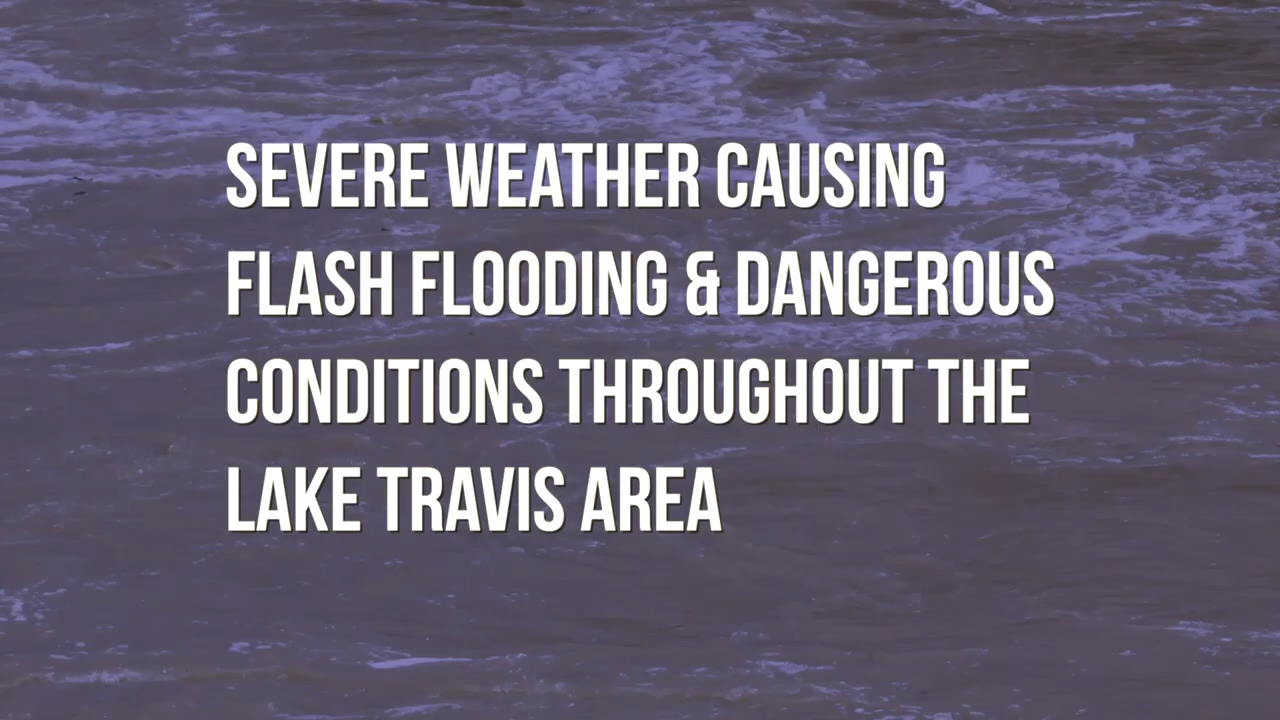 SEVERE WEATHER CAUSING
FLASH FLOODING & DANGEROUS
CONDITIONS THROUGHOUT THE
LAKE TRAVIS AREA